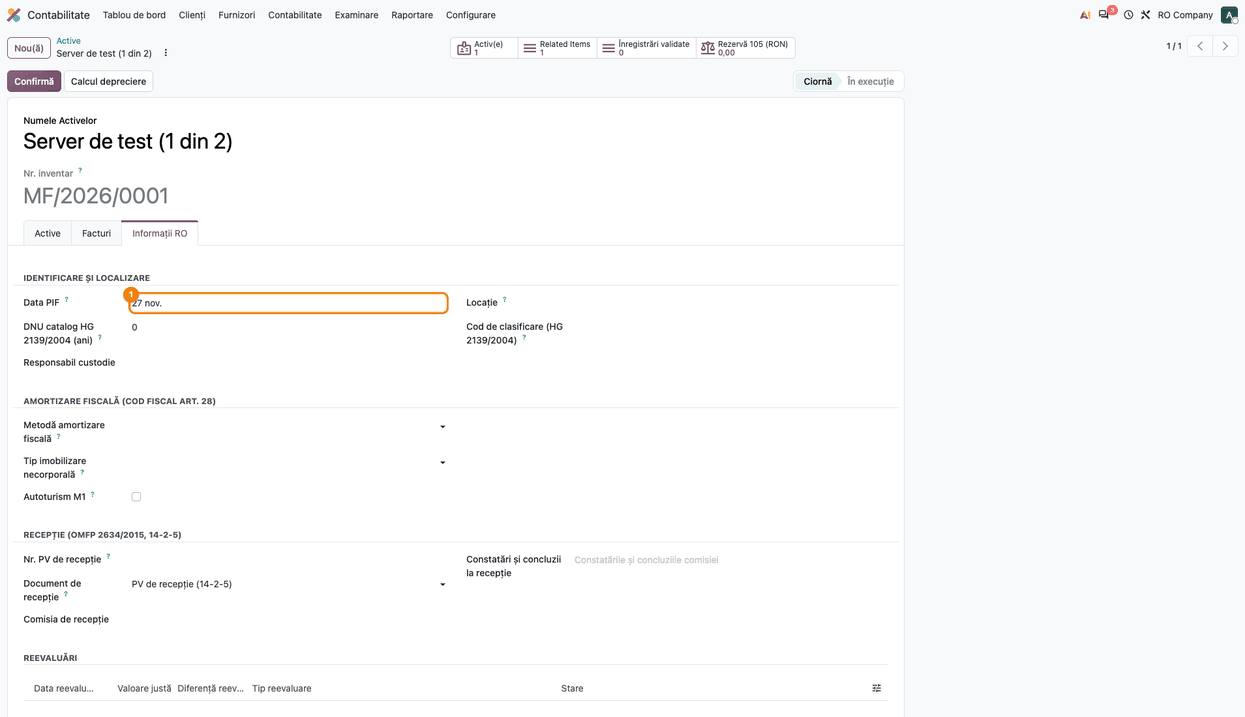 Contabilitate Tablou de bord Clienți Furnizori Contabilitate Examinare Raportare Configurare 3 RO Company A
Nou(ă) Active
Server de test (1 din 2)
Activ(e) 1 Related Items 1 Înregistrări validate 0 Rezervă 105 (RON) 0,00
1 / 1
Confirmă Calcul depreciere Ciornă În execuție
Numele Activelor
Server de test (1 din 2)
Nr. inventar ?
MF/2026/0001
Active Facturi Informații RO
IDENTIFICARE ȘI LOCALIZARE
1
Data PIF ? 27 nov. Locație ?
DNU catalog HG 2139/2004 (ani) ? 0 Cod de clasificare (HG 2139/2004) ?
Responsabil custodie
AMORTIZARE FISCALĂ (COD FISCAL ART. 28)
Metodă amortizare fiscală ?
Tip imobilizare necorporală ?
Autoturism M1 ?
RECEPȚIE (OMFP 2634/2015, 14-2-5)
Nr. PV de recepție ? Constatări și concluzii la recepție Constatările și concluziile comisiei
Document de recepție ? PV de recepție (14-2-5)
Comisia de recepție
REEVALUĂRI
Data reevalu... Valoare justă Diferență reev... Tip reevaluare Stare